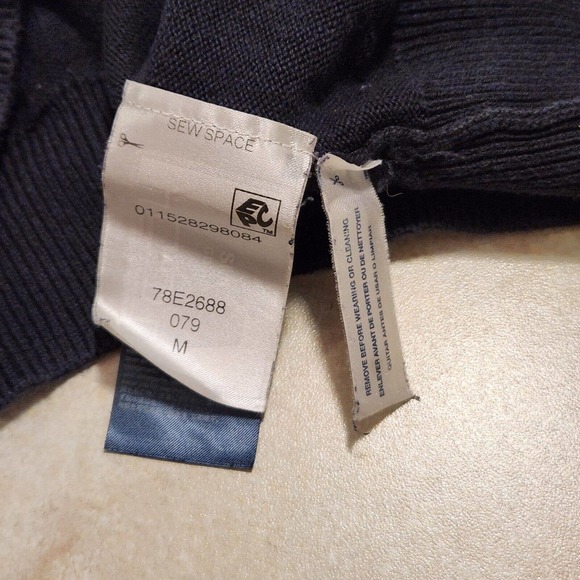 SEW SPACE
EPC™
011528298084
78E2688
079
M
REMOVE BEFORE WEARING OR CLEANING
ENLEVER AVANT DE PORTER OU DE NETTOYER
QUITAR ANTES DE USAR O LIMPIAR